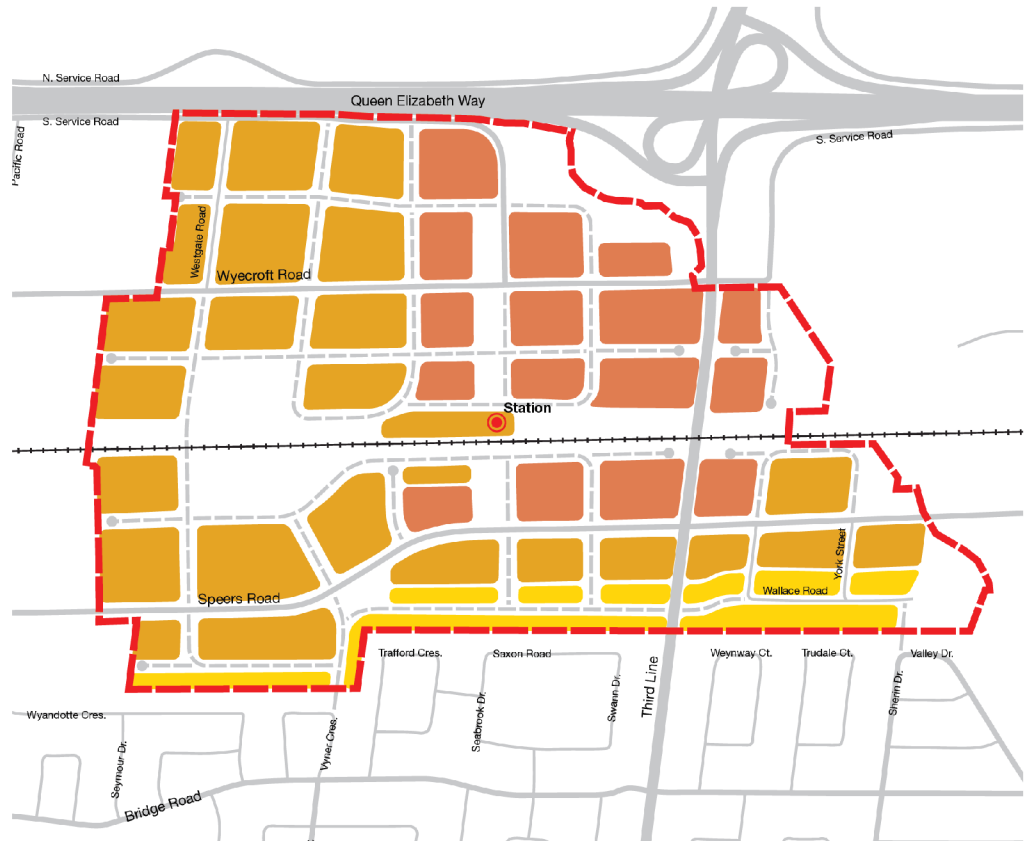 N. Service Road
Queen Elizabeth Way
S. Service Road
S. Service Road
Pacific Road
Westgate Road
Wyecroft Road
Station
York Street
Wallace Road
Speers Road
Trafford Cres.
Saxon Road
Weynway Ct.
Trudale Ct.
Valley Dr.
Third Line
Swann Dr.
Sherin Dr.
Seabrook Dr.
Wyandotte Cres.
Vyner Cres.
Seymour Dr.
Bridge Road